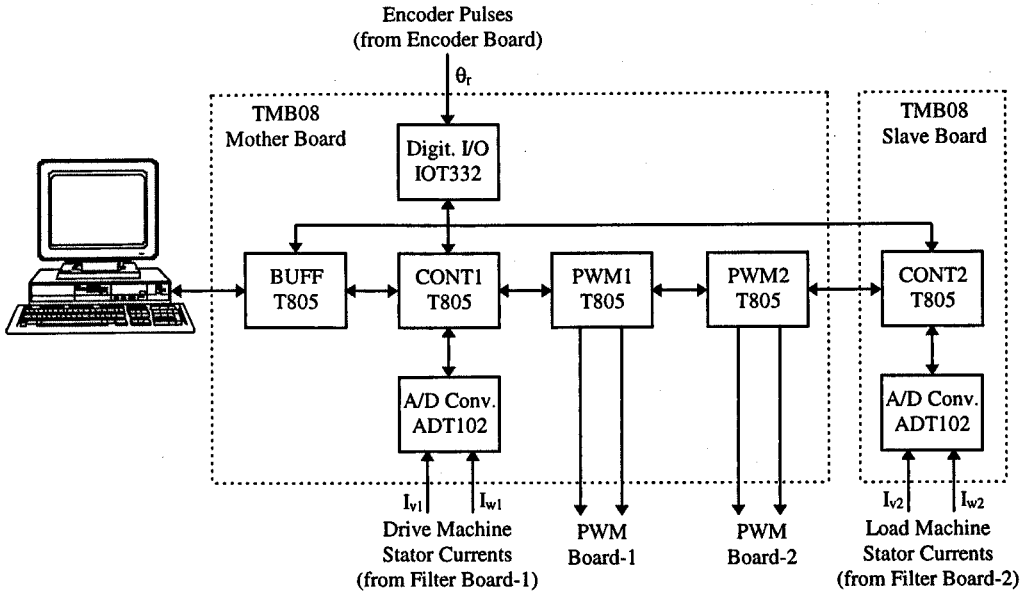 Encoder Pulses
(from Encoder Board)
θr
TMB08
Mother Board
TMB08
Slave Board
Digit. I/O
IOT332
BUFF
T805
CONT1
T805
PWM1
T805
PWM2
T805
CONT2
T805
A/D Conv.
ADT102
A/D Conv.
ADT102
Iv1
Iw1
Iv2
Iw2
Drive Machine
Stator Currents
(from Filter Board-1)
PWM
Board-1
PWM
Board-2
Load Machine
Stator Currents
(from Filter Board-2)